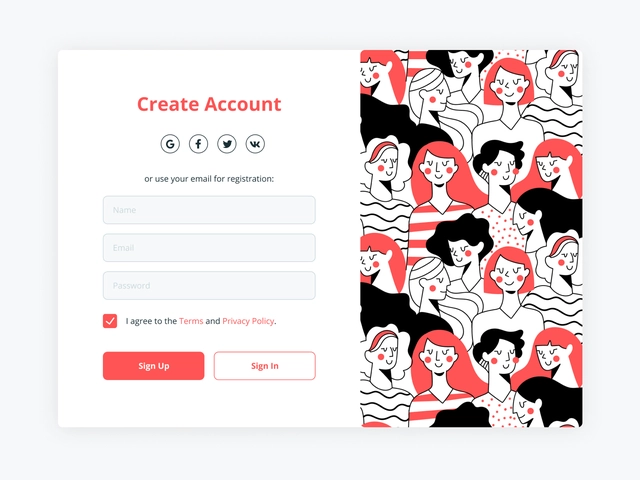 Create Account
G f VK
or use your email for registration:
Name
Email
Password
I agree to the Terms and Privacy Policy.
Sign Up Sign In